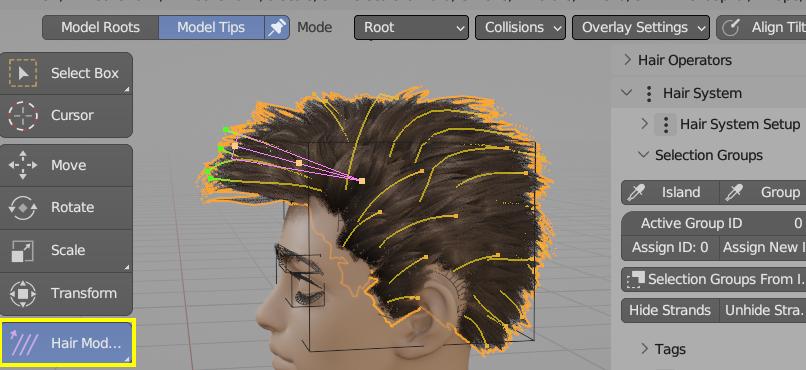 Model Roots Model Tips Mode Root Collisions Overlay Settings Align Tilt
Select Box
Cursor
Move
Rotate
Scale
Transform
Hair Mod...
Hair Operators
Hair System
Hair System Setup
Selection Groups
Island Group
Active Group ID 0
Assign ID: 0 Assign New I
Selection Groups From I.
Hide Strands Unhide Stra.
Tags